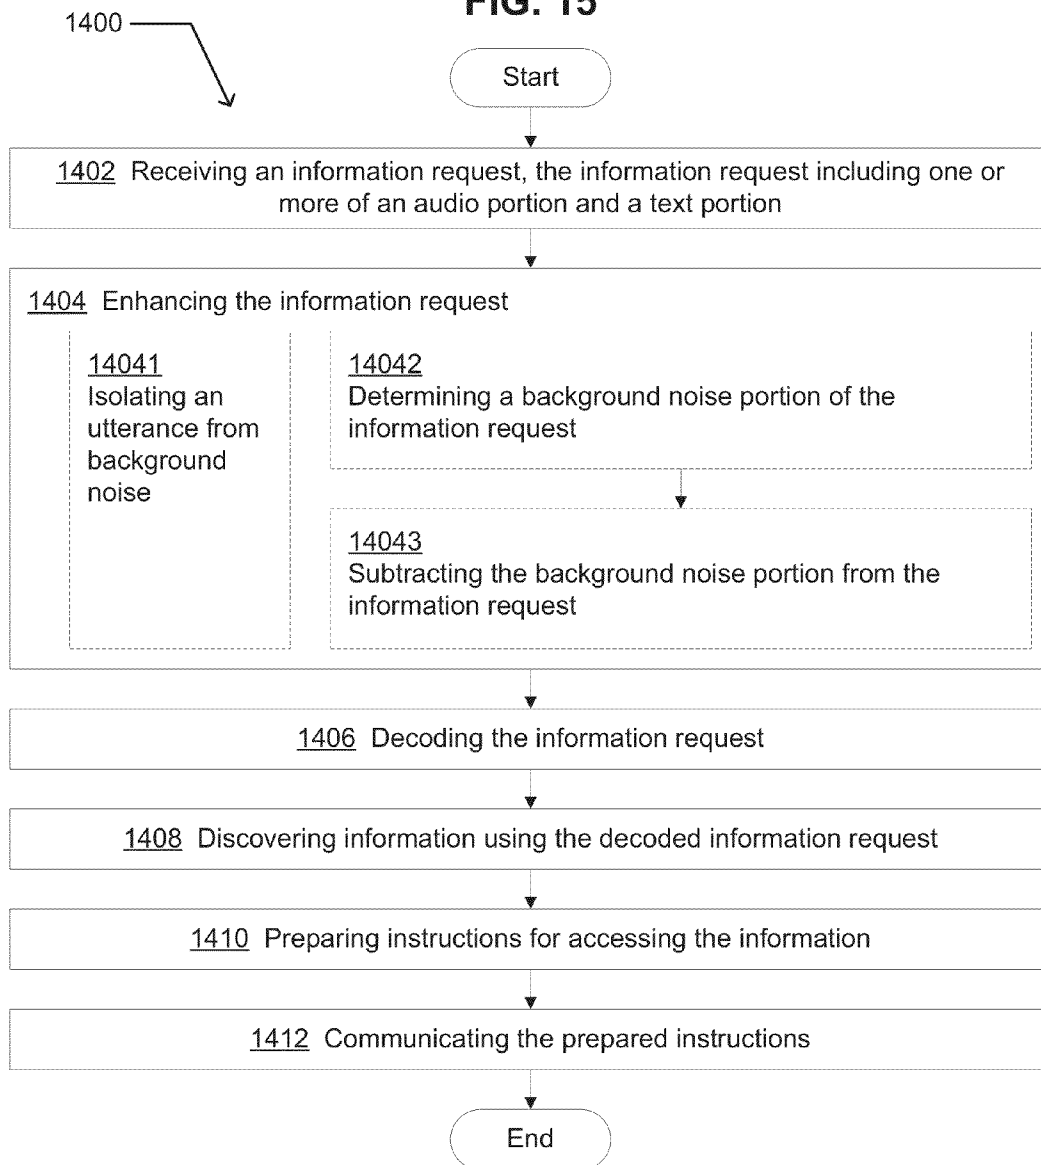 FIG. 15
1400
Start
1402 Receiving an information request, the information request including one or
more of an audio portion and a text portion
1404 Enhancing the information request
14041
Isolating an
utterance from
background
noise
14042
Determining a background noise portion of the
information request
14043
Subtracting the background noise portion from the
information request
1406 Decoding the information request
1408 Discovering information using the decoded information request
1410 Preparing instructions for accessing the information
1412 Communicating the prepared instructions
End